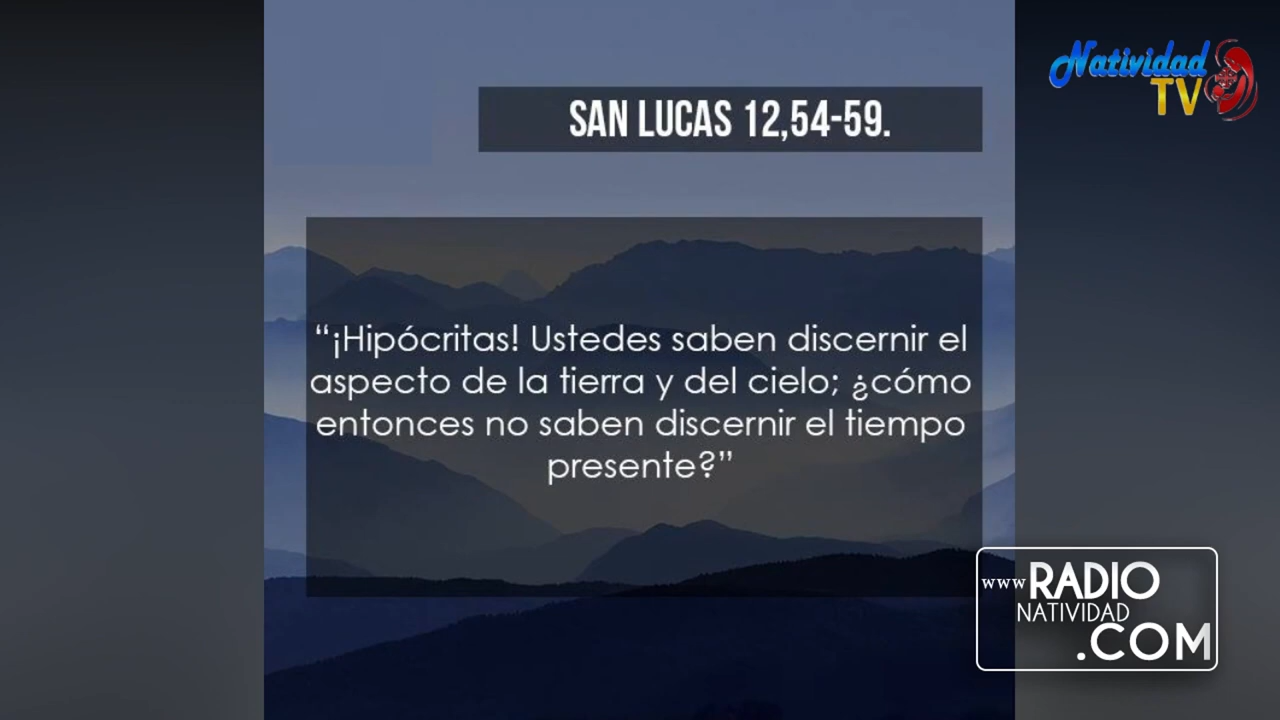 Natividad
TV
SAN LUCAS 12,54-59.
“¡Hipócritas! Ustedes saben discernir el
aspecto de la tierra y del cielo; ¿cómo
entonces no saben discernir el tiempo
presente?”
www RADIO
NATIVIDAD
.COM